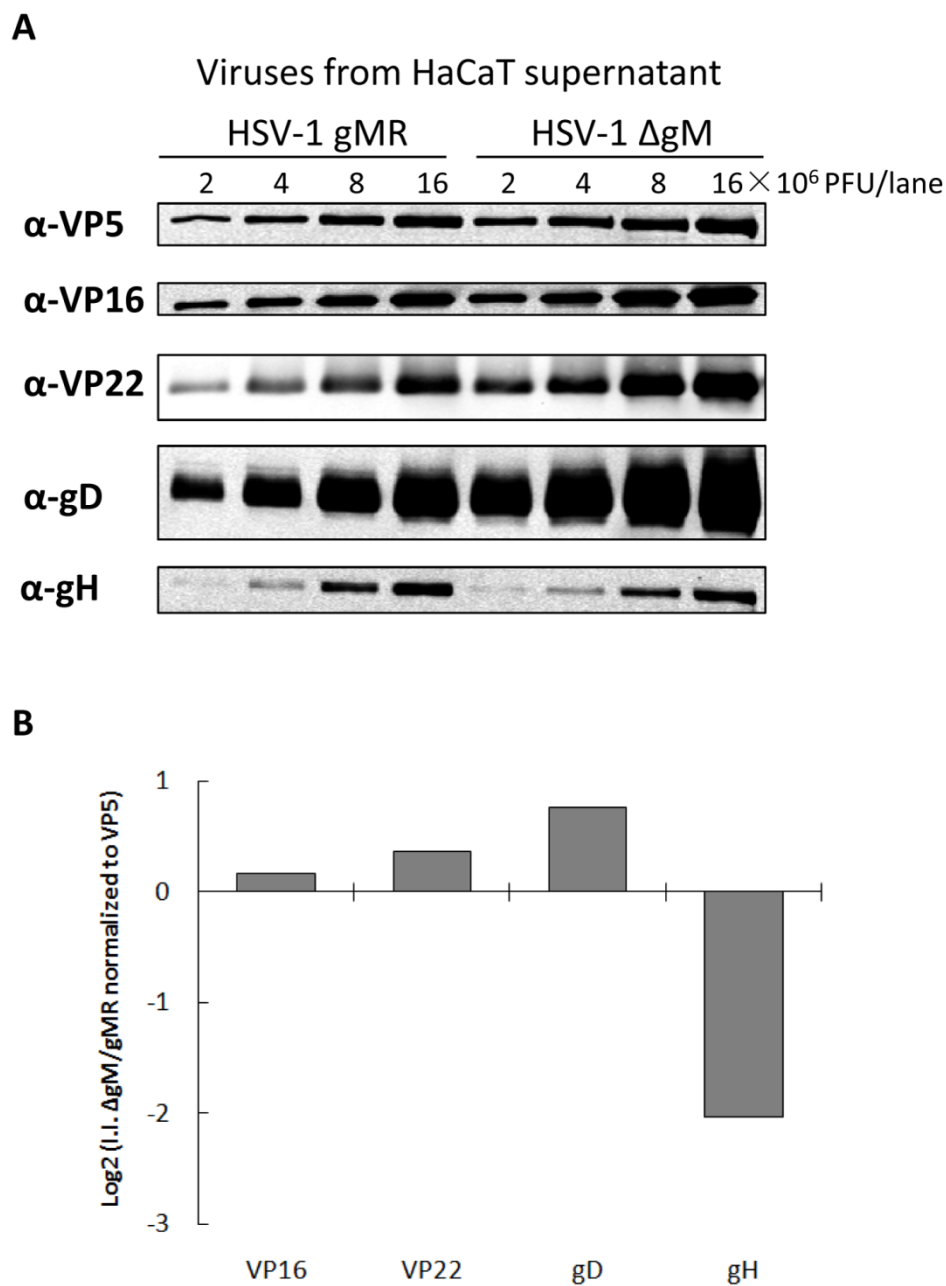 A
Viruses from HaCaT supernatant
HSV-1 gMR HSV-1 ΔgM
2 4 8 16 2 4 8 16 × 10⁶ PFU/lane
α-VP5
α-VP16
α-VP22
α-gD
α-gH
B
Log2 (I.I. ΔgM/gMR normalized to VP5)
1
0
-1
-2
-3
VP16 VP22 gD gH